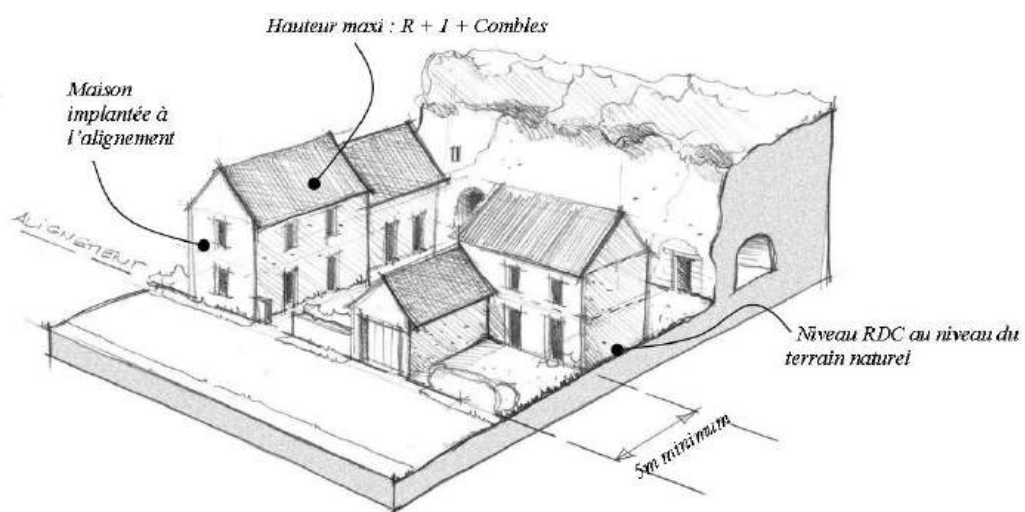 Hauteur maxi : R + 1 + Combles
Maison
implantée à
l'alignement
ALIGNEMENT
Niveau RDC au niveau du
terrain naturel
5m minimum